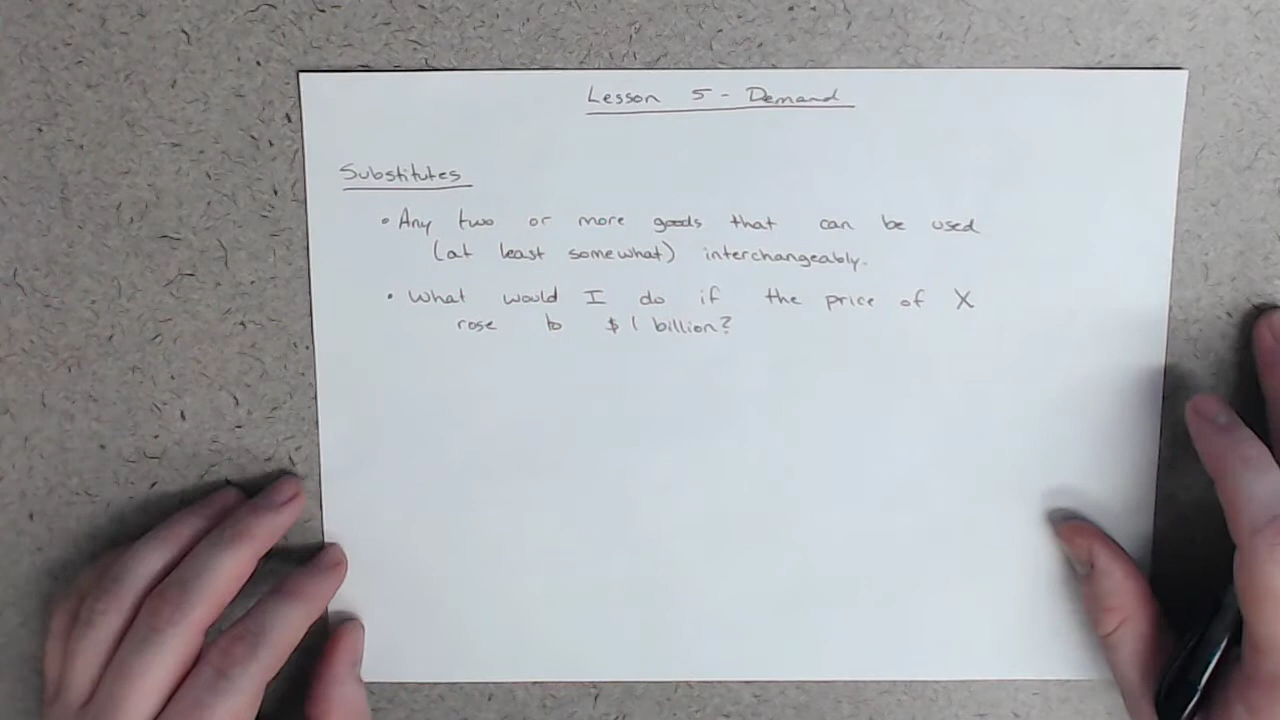 Lesson 5 - Demand
Substitutes
• Any two or more goods that can be used
(at least somewhat) interchangeably.
• What would I do if the price of X
rose to $1 billion?